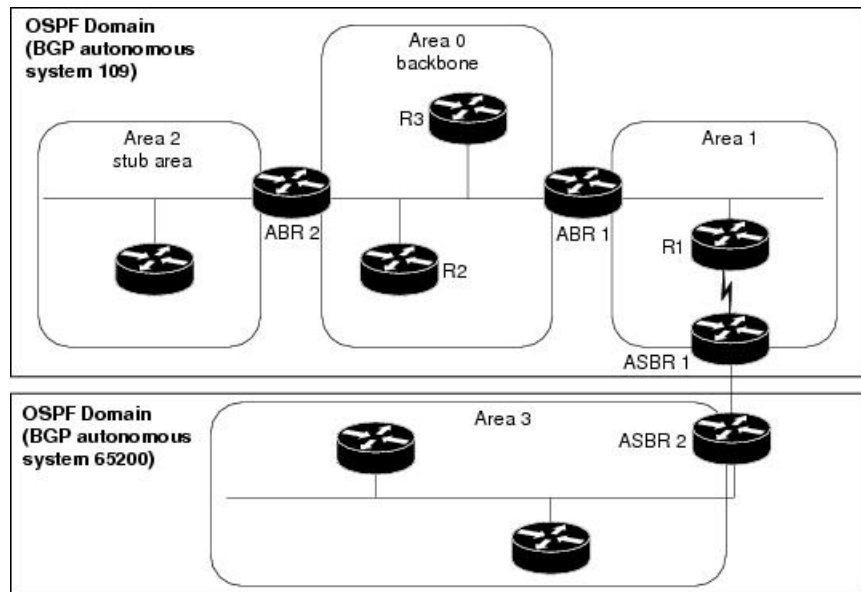 OSPF Domain
(BGP autonomous
system 109)
Area 0
backbone
R3
Area 2
stub area
Area 1
ABR 2
ABR 1
R1
R2
ASBR 1
OSPF Domain
(BGP autonomous
system 65200)
Area 3
ASBR 2